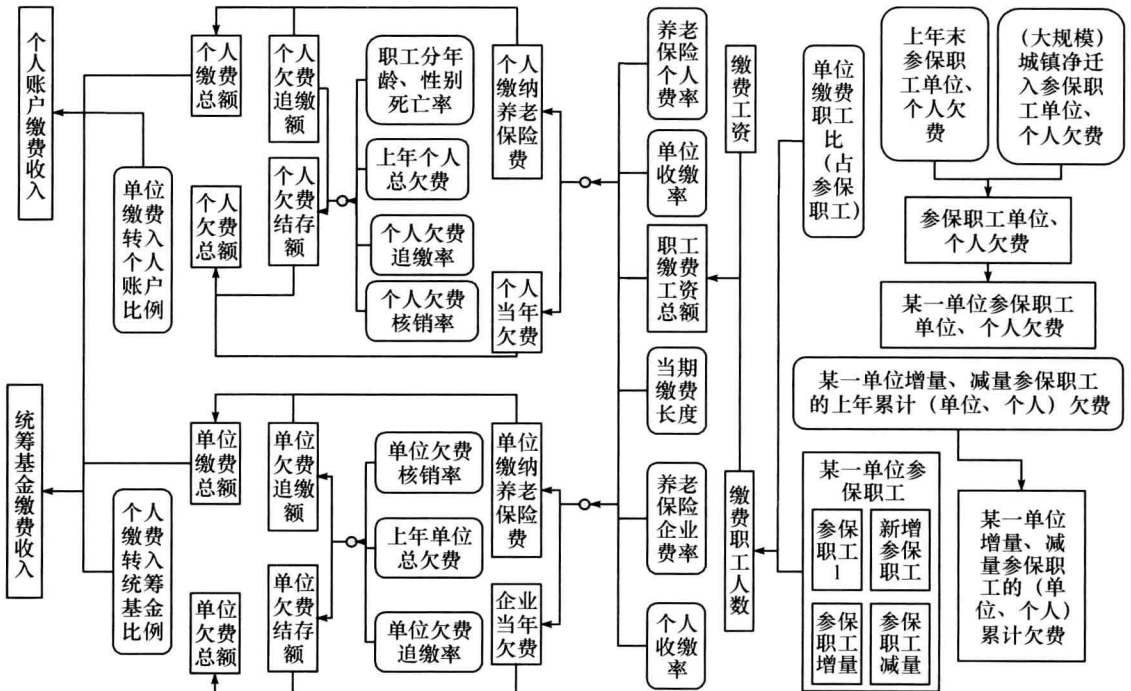 个人账户缴费收入
单位
缴费
转入
个人
账户
比例
个人
缴费
总额
个人
欠费
总额
个人
欠费
追缴
额
个人
欠费
结存
额
职工分年
龄、性别
死亡率
上年个人
总欠费
个人欠费
追缴率
个人欠费
核销率
个人
缴纳
养老
保险
费
个人
当年
欠费
统筹基金缴费收入
个人
缴费
转入
统筹
基金
比例
单位
缴费
总额
单位
欠费
总额
单位
欠费
追缴
额
单位
欠费
结存
额
单位欠费
核销率
上年单位
总欠费
单位欠费
追缴率
单位
缴纳
养老
保险
费
企业
当年
欠费
养老
保险
个人
费率
单位
收缴
率
职工
缴费
工资
总额
当期
缴费
长度
养老
保险
企业
费率
个人
收缴
率
缴费工资
缴费职工人数
单位
缴费
职工
比
(占
参保
职工)
上年末
参保职
工单位、
个人欠
费
(大规模)
城镇净迁
入参保职
工单位、
个人欠费
参保职工单位、
个人欠费
某一单位参保职工
单位、个人欠费
某一单位增量、减量参保职工
的上年累计(单位、个人)欠费
某一单位参
保职工
参保
职工
1
新增
参保
职工
参保
职工
增量
参保
职工
减量
某一单位
增量、减
量参保职
工的(单
位、个人)
累计欠费